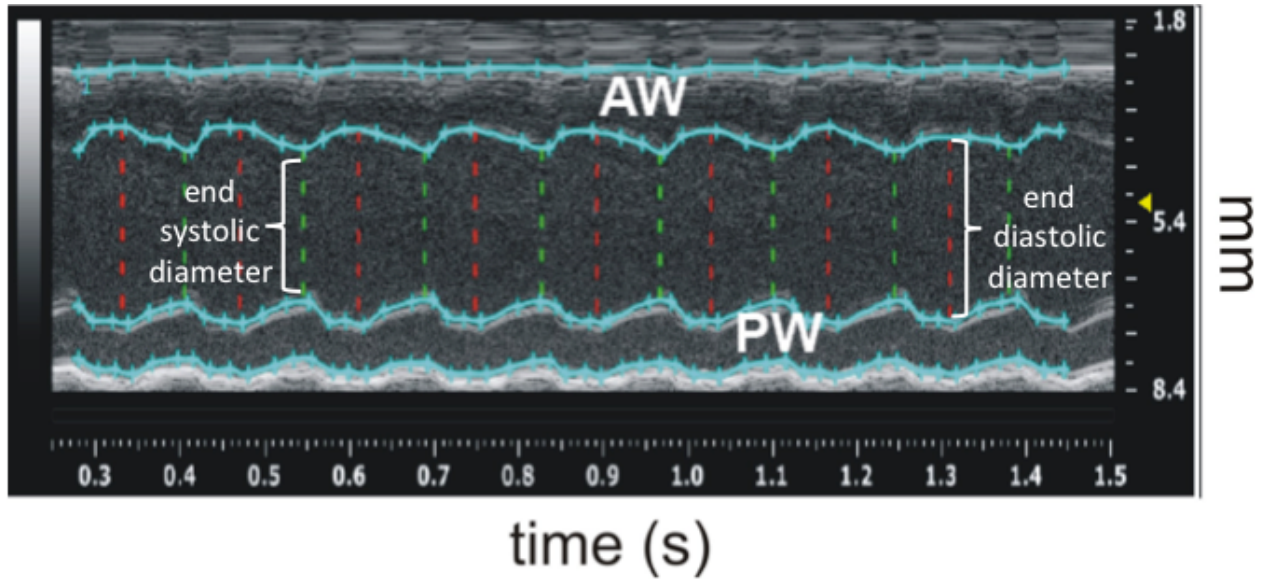 1.8
1
AW
end
systolic
diameter
end
diastolic
diameter
5.4
mm
PW
8.4
0.3 0.4 0.5 0.6 0.7 0.8 0.9 1.0 1.1 1.2 1.3 1.4 1.5
time (s)